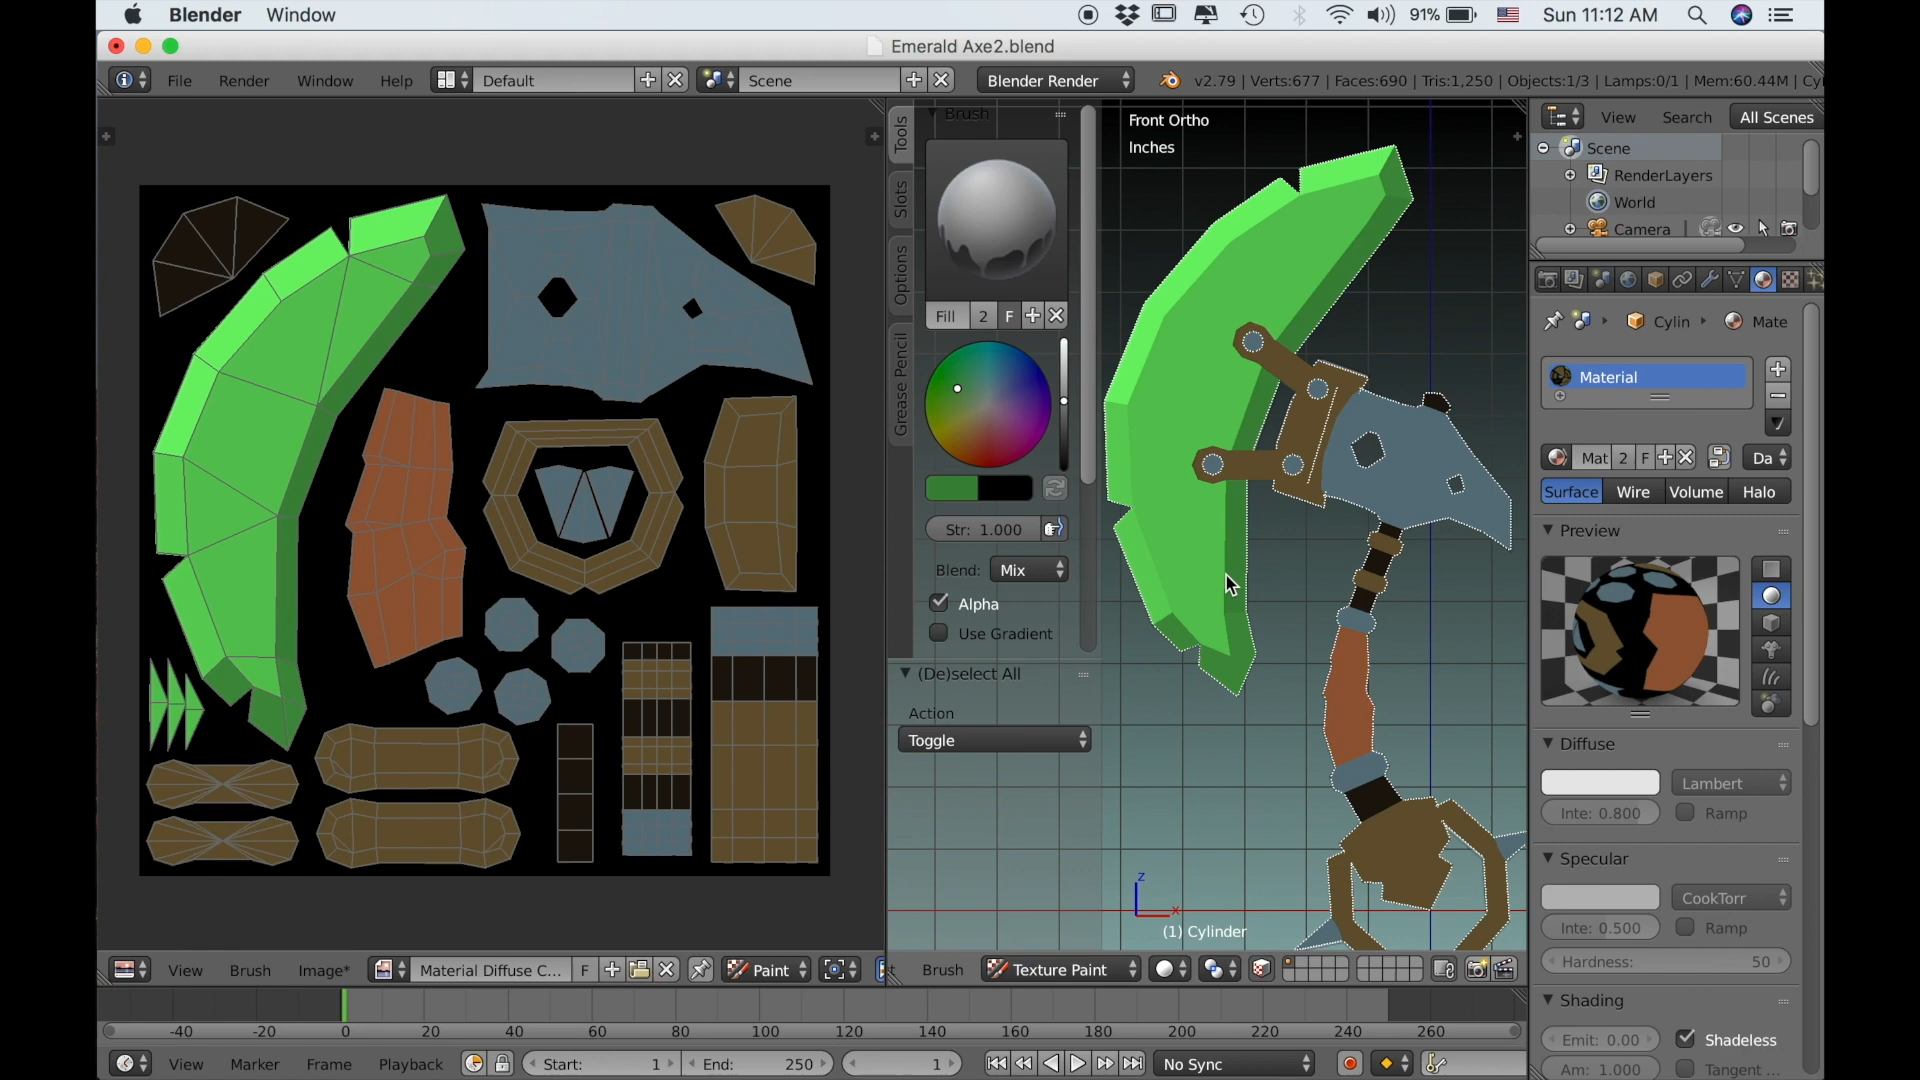 Blender Window 91% Sun 11:12 AM
Emerald Axe2.blend
File Render Window Help Default Scene Blender Render v2.79 | Verts:677 | Faces:690 | Tris:1,250 | Objects:1/3 | Lamps:0/1 | Mem:60.44M | Cy
Tools
Slots
Options
Grease Pencil
Brush
Fill 2 F
Str: 1.000
Blend: Mix
Alpha
Use Gradient
(De)select All
Action
Toggle
Front Ortho
Inches
z
x
(1) Cylinder
View Search All Scenes
Scene
RenderLayers
World
Camera
Cylin Mate
Material
Mat 2 F Da
Surface Wire Volume Halo
Preview
Diffuse
Lambert
Inte: 0.800 Ramp
Specular
CookTorr
Inte: 0.500 Ramp
Hardness: 50
Shading
Emit: 0.00 Shadeless
Am: 1.000 Tangent ...
View Brush Image* Material Diffuse C... F Paint
Brush Texture Paint
-40 -20 0 20 40 60 80 100 120 140 160 180 200 220 240 260
View Marker Frame Playback Start: 1 End: 250 1 No Sync